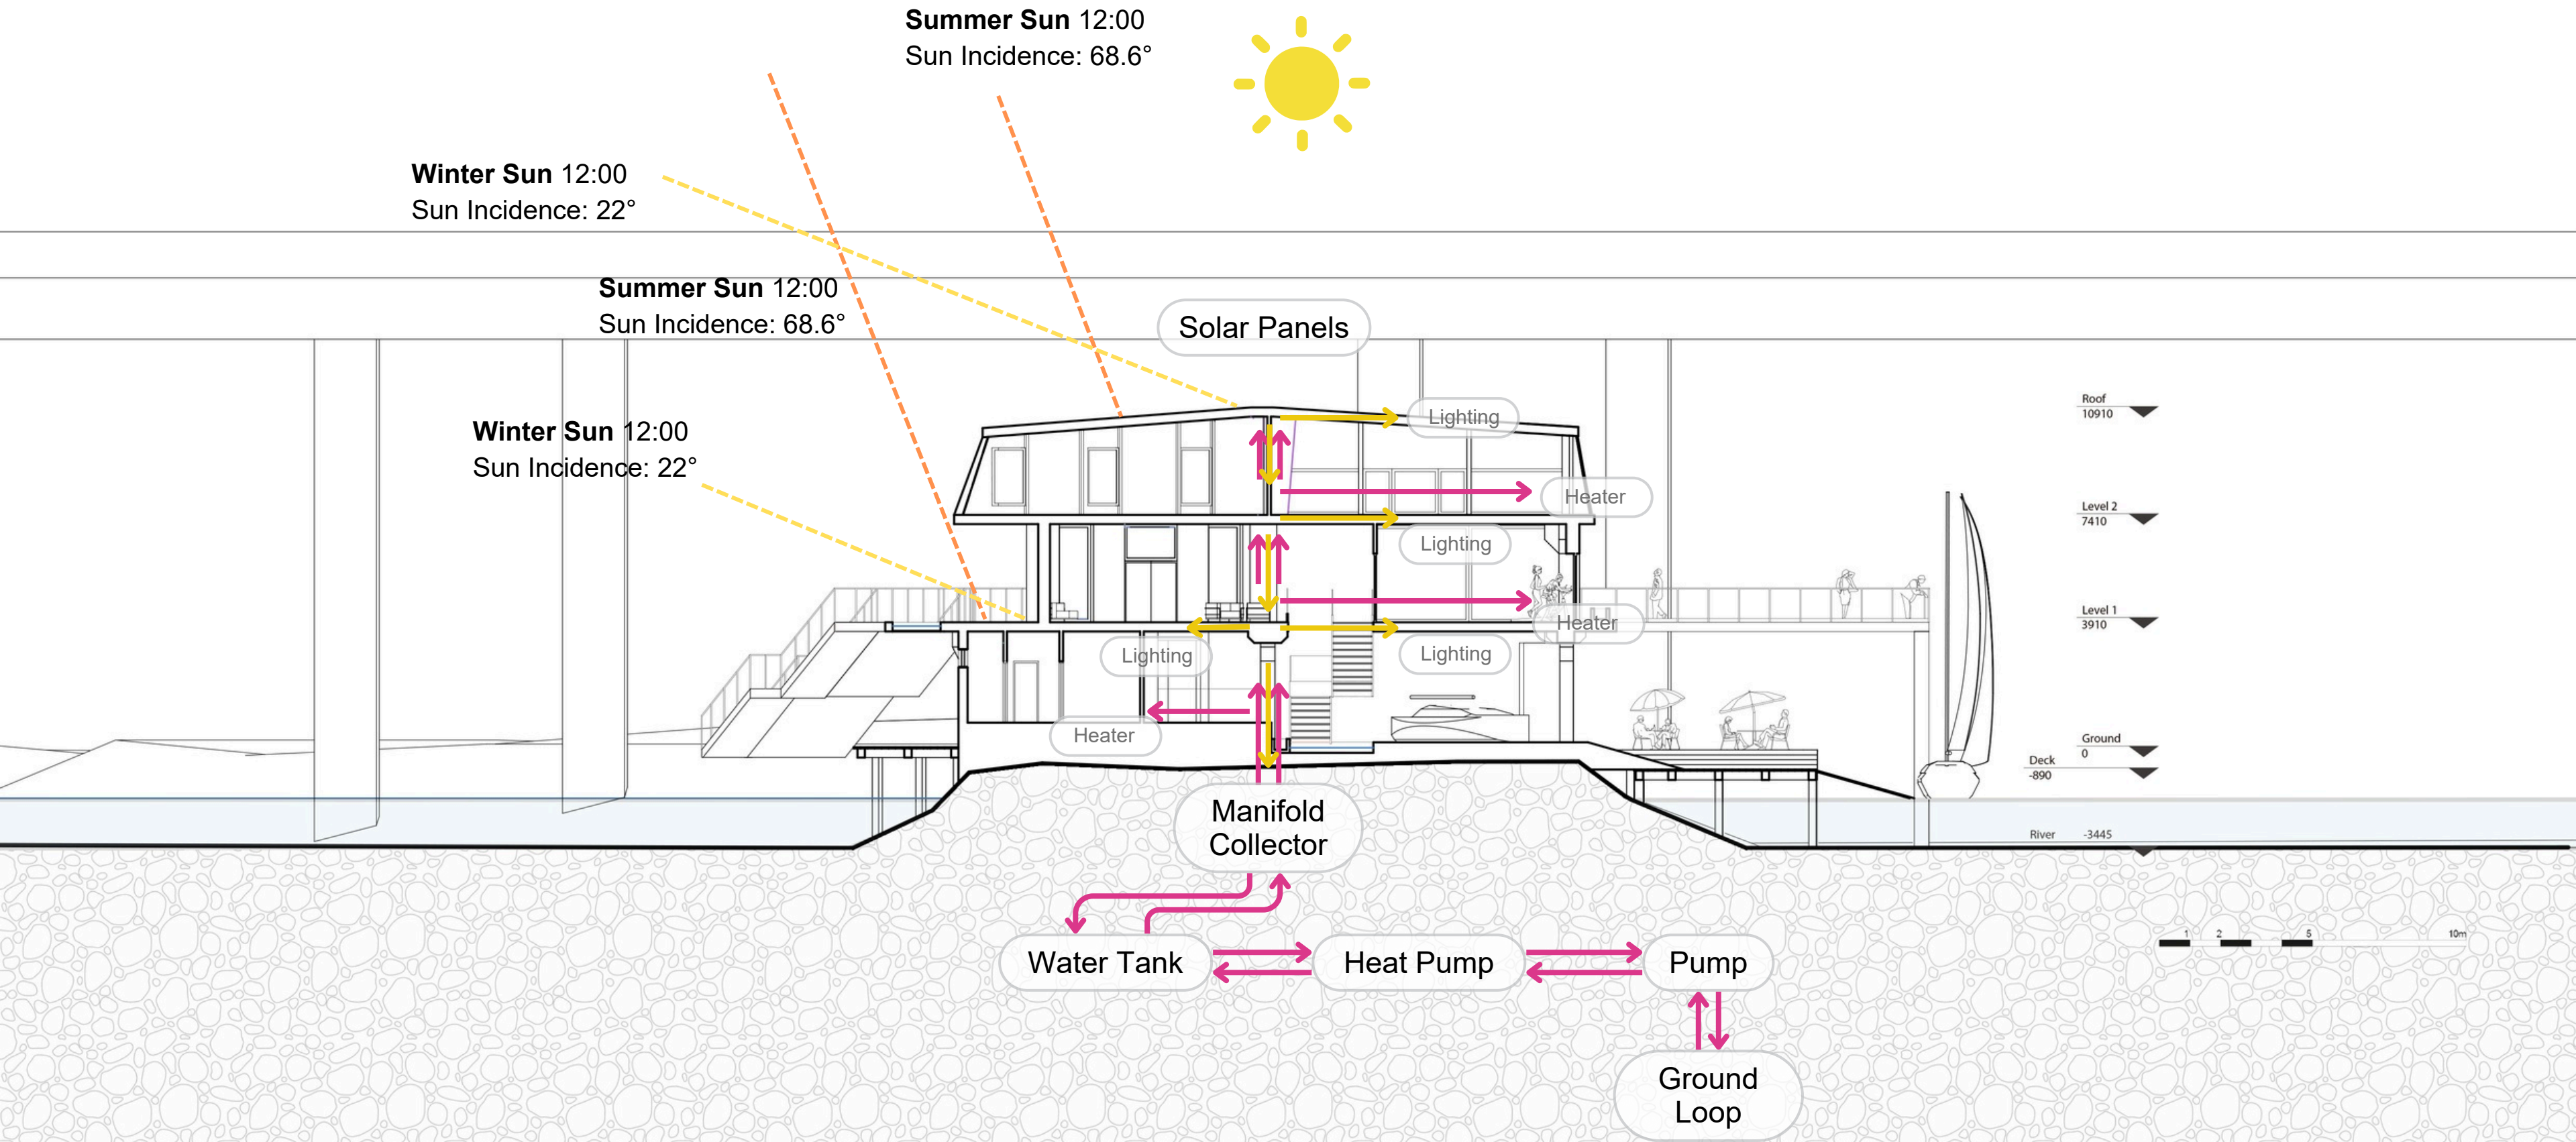 Summer Sun 12:00
Sun Incidence: 68.6°
Winter Sun 12:00
Sun Incidence: 22°
Summer Sun 12:00
Sun Incidence: 68.6°
Solar Panels
Roof
10910
Lighting
Winter Sun 12:00
Sun Incidence: 22°
Heater
Level 2
7410
Lighting
Level 1
3910
Heater
Lighting
Lighting
Heater
Ground
0
Deck
-890
Manifold
Collector
River -3445
1 2 5 10m
Water Tank
Heat Pump
Pump
Ground
Loop